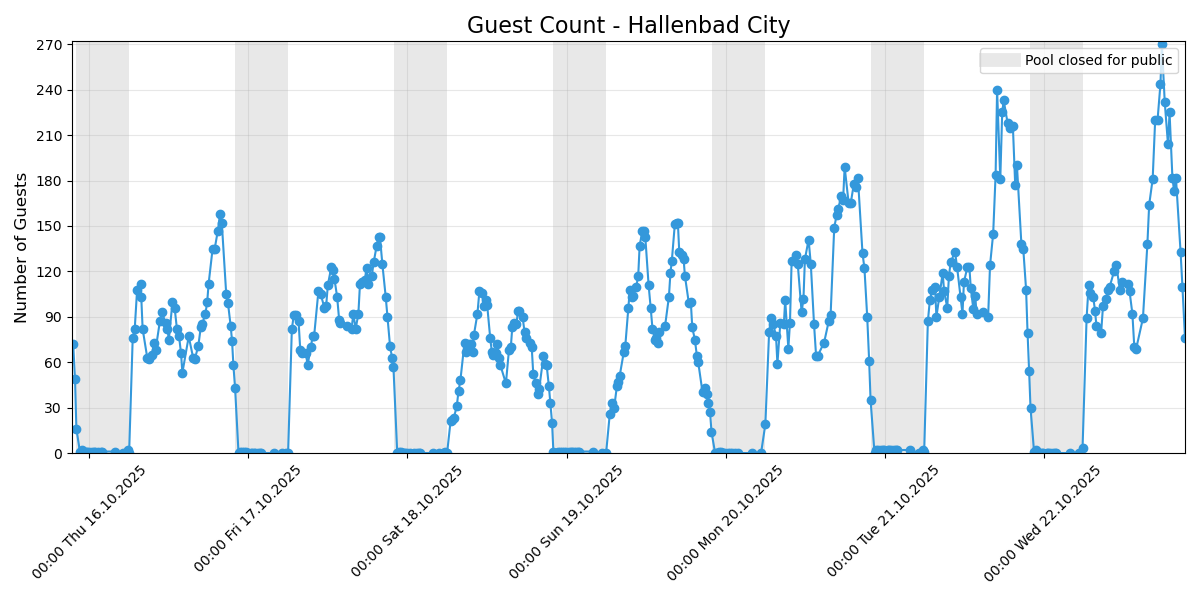 Guest Count - Hallenbad City
Pool closed for public
Number of Guests
270
240
210
180
150
120
90
60
30
0
00:00 Thu 16.10.2025
00:00 Fri 17.10.2025
00:00 Sat 18.10.2025
00:00 Sun 19.10.2025
00:00 Mon 20.10.2025
00:00 Tue 21.10.2025
00:00 Wed 22.10.2025